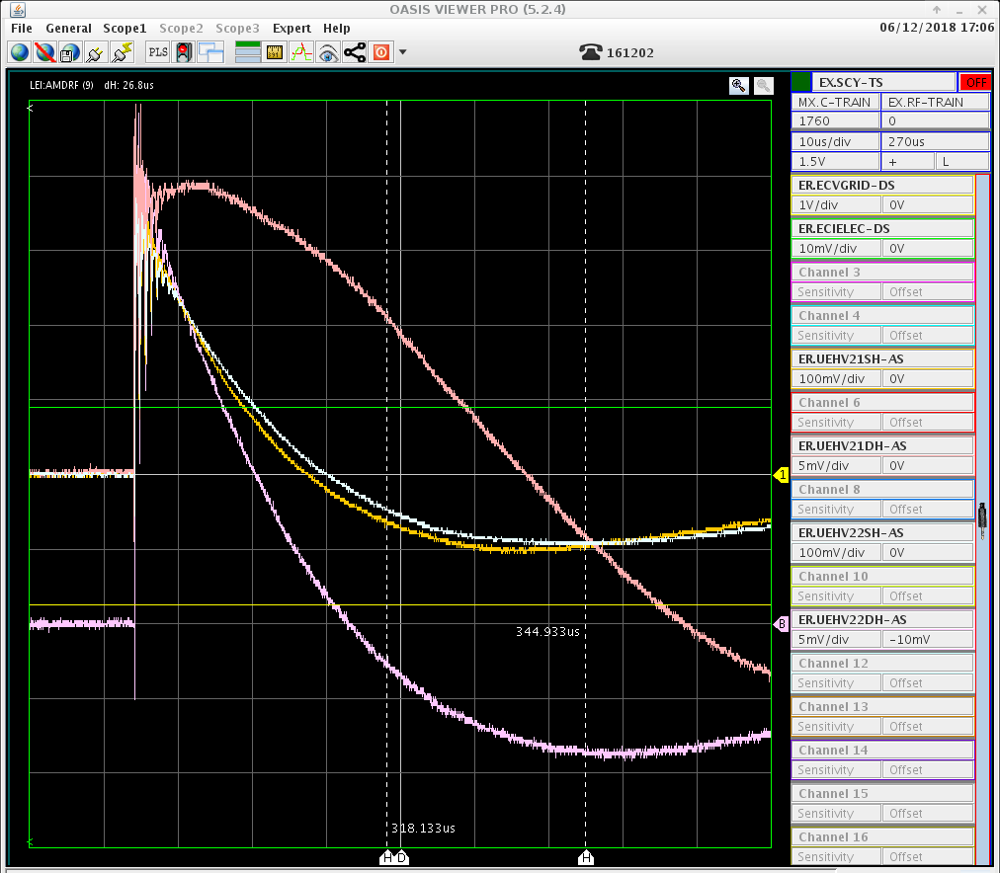 OASIS VIEWER PRO (5.2.4)
File General Scope1 Scope2 Scope3 Expert Help
06/12/2018 17:06
PLS
161202
LEI:AMDRF (9) dH: 26.8us
EX.SCY-TS OFF
MX.C-TRAIN EX.RF-TRAIN
1760 0
10us/div 270us
1.5V + L
ER.ECVGRID-DS
1V/div 0V
ER.ECIELEC-DS
10mV/div 0V
Channel 3
Sensitivity Offset
Channel 4
Sensitivity Offset
ER.UEHV21SH-AS
100mV/div 0V
Channel 6
Sensitivity Offset
ER.UEHV21DH-AS
5mV/div 0V
1
Channel 8
Sensitivity Offset
ER.UEHV22SH-AS
100mV/div 0V
Channel 10
Sensitivity Offset
ER.UEHV22DH-AS
5mV/div -10mV
B
344.933us
Channel 12
Sensitivity Offset
Channel 13
Sensitivity Offset
Channel 14
Sensitivity Offset
Channel 15
Sensitivity Offset
318.133us
Channel 16
Sensitivity Offset
H D H